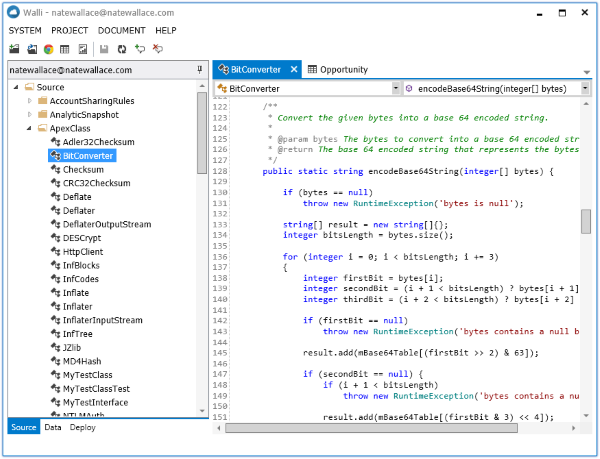 Walli - natewallace@natewallace.com
SYSTEM PROJECT DOCUMENT HELP
natewallace@natewallace.com
Source
AccountSharingRules
AnalyticSnapshot
ApexClass
Adler32Checksum
BitConverter
Checksum
CRC32Checksum
Deflate
Deflater
DeflaterOutputStream
DESCrypt
HttpClient
InfBlocks
InfCodes
Inflate
Inflater
InflaterInputStream
InfTree
JZlib
MD4Hash
MyTestClass
MyTestClassTest
MyTestInterface
NTLMAuth
Source Data Deploy
BitConverter Opportunity
BitConverter encodeBase64String(integer[] bytes)
121
122 /**
123 * Convert the given bytes into a base 64 encoded string.
124 *
125 * @param bytes The bytes to convert into a base 64 encoded str
126 * @return The base 64 encoded string that represents the bytes
127 */
128 public static string encodeBase64String(integer[] bytes) {
129
130 if (bytes == null)
131 throw new RuntimeException('bytes is null');
132
133 string[] result = new string[]{};
134 integer bitsLength = bytes.size();
135
136 for (integer i = 0; i < bitsLength; i += 3)
137 {
138 integer firstBit = bytes[i];
139 integer secondBit = (i + 1 < bitsLength) ? bytes[i + 1]
140 integer thirdBit = (i + 2 < bitsLength) ? bytes[i + 2]
141
142 if (firstBit == null)
143 throw new RuntimeException('bytes contains a null b
144
145 result.add(mBase64Table[(firstBit >> 2) & 63]);
146
147 if (secondBit == null) {
148 if (i + 1 < bitsLength)
149 throw new RuntimeException('bytes contains a nu
150
151 result.add(mBase64Table[(firstBit & 3) << 4]);